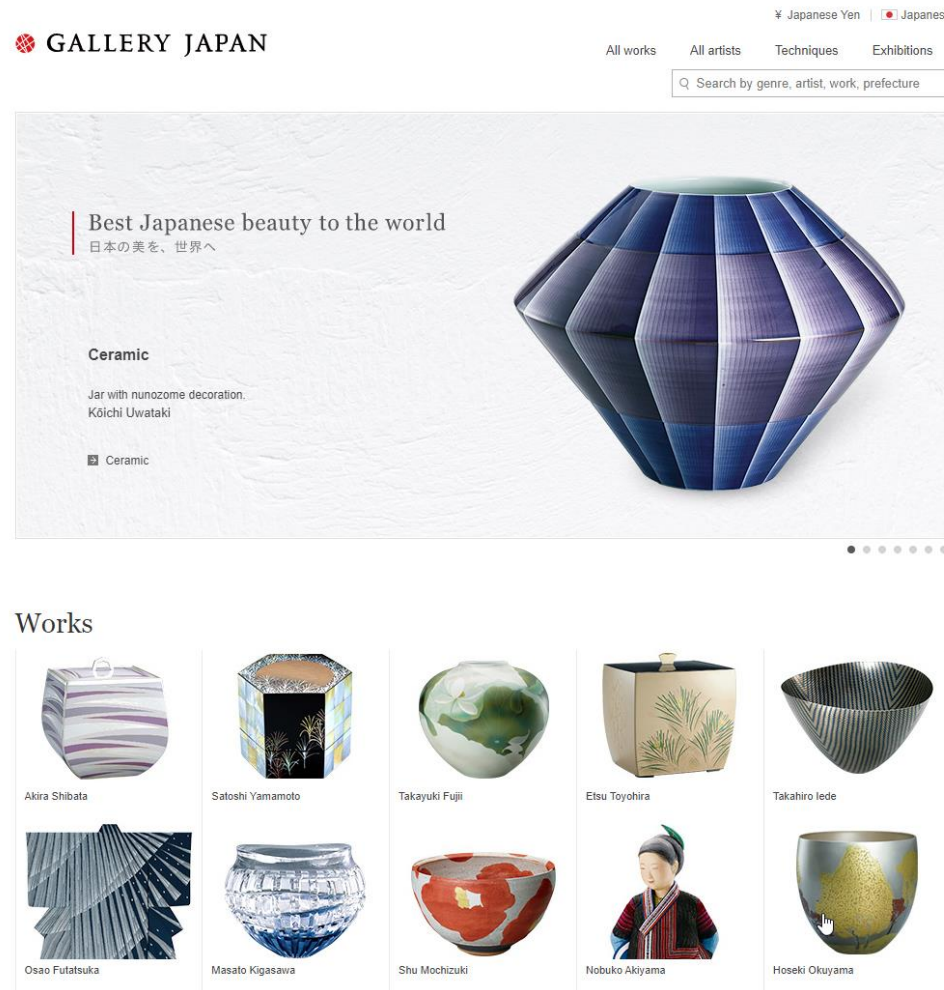 ¥ Japanese Yen
Japanes
GALLERY JAPAN
All works All artists Techniques Exhibitions
Search by genre, artist, work, prefecture
Best Japanese beauty to the world
日本の美を、世界へ
Ceramic
Jar with nunozome decoration.
Kōichi Uwataki
Ceramic
Works
Akira Shibata Satoshi Yamamoto Takayuki Fujii Etsu Toyohira Takahiro Iede
Osao Futatsuka Masato Kigasawa Shu Mochizuki Nobuko Akiyama Hoseki Okuyama